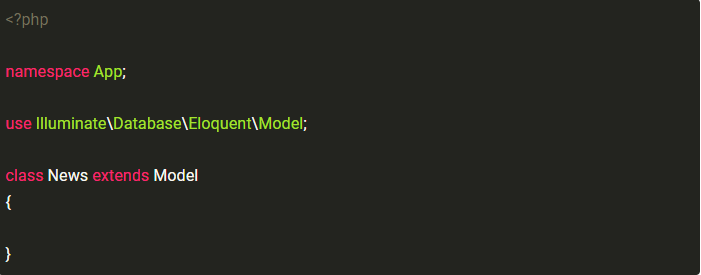 <?php
namespace App;
use Illuminate\Database\Eloquent\Model;
class News extends Model
{
}